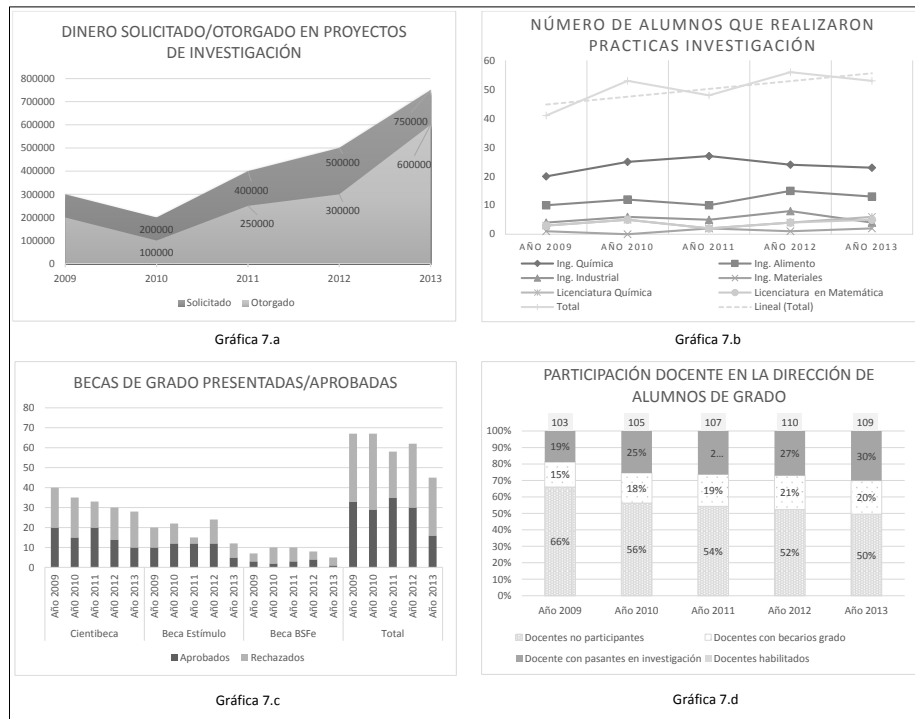 DINERO SOLICITADO/OTORGADO EN PROYECTOS
DE INVESTIGACIÓN
800000
700000
600000
500000
400000
300000
200000
100000
0
750000
600000
500000
400000
300000
250000
200000
100000
2009
2010
2011
2012
2013
Solicitado
Otorgado
Gráfica 7.a
NÚMERO DE ALUMNOS QUE REALIZARON
PRACTICAS INVESTIGACIÓN
60
50
40
30
20
10
0
AÑO 2009
AÑO 2010
AÑO 2011
AÑO 2012
AÑO 2013
Ing. Química
Ing. Alimento
Ing. Industrial
Ing. Materiales
Licenciatura Química
Licenciatura en Matemática
Total
Lineal (Total)
Gráfica 7.b
BECAS DE GRADO PRESENTADAS/APROBADAS
80
70
60
50
40
30
20
10
0
Año 2009
Año 2010
Año 2011
Año 2012
Año 2013
Año 2009
Año 2010
Año 2011
Año 2012
Año 2013
Año 2009
Año 2010
Año 2011
Año 2012
Año 2013
Año 2009
Año 2010
Año 2011
Año 2012
Año 2013
Cientibeca
Beca Estímulo
Beca BSFe
Total
Aprobados
Rechazados
Gráfica 7.c
PARTICIPACIÓN DOCENTE EN LA DIRECCIÓN DE
ALUMNOS DE GRADO
103
105
107
110
109
100%
90%
80%
70%
60%
50%
40%
30%
20%
10%
0%
19%
25%
2...
27%
30%
15%
18%
19%
21%
20%
66%
56%
54%
52%
50%
Año 2009
Año 2010
Año 2011
Año 2012
Año 2013
Docentes no participantes
Docentes con becarios grado
Docente con pasantes en investigación
Docentes habilitados
Gráfica 7.d